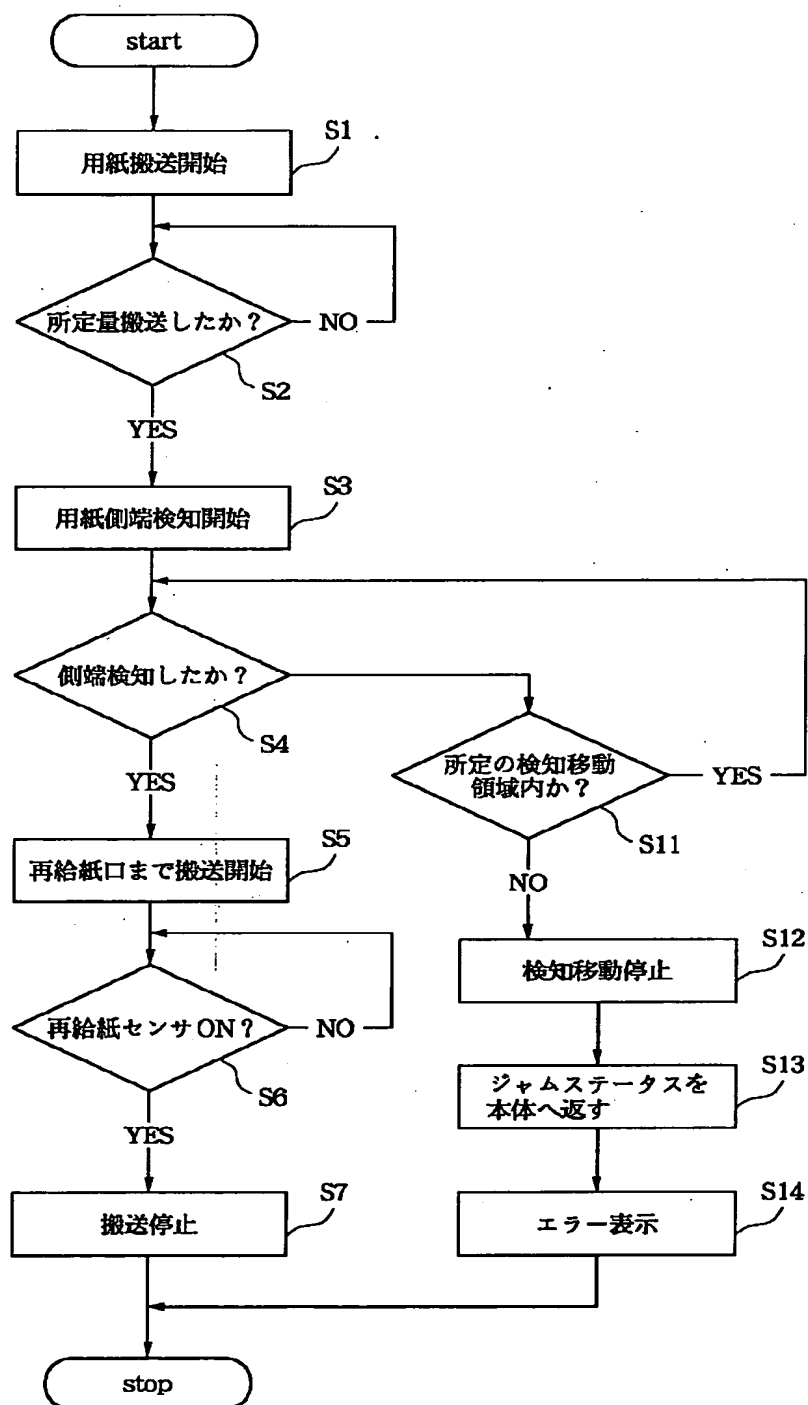 start
S1
用紙搬送開始
所定量搬送したか？
NO
S2
YES
S3
用紙側端検知開始
側端検知したか？
S4
YES
所定の検知移動
領域内か？
YES
S11
S5
再給紙口まで搬送開始
NO
S12
検知移動停止
再給紙センサON？
NO
S6
S13
ジャムステータスを
本体へ返す
YES
S7
搬送停止
S14
エラー表示
stop